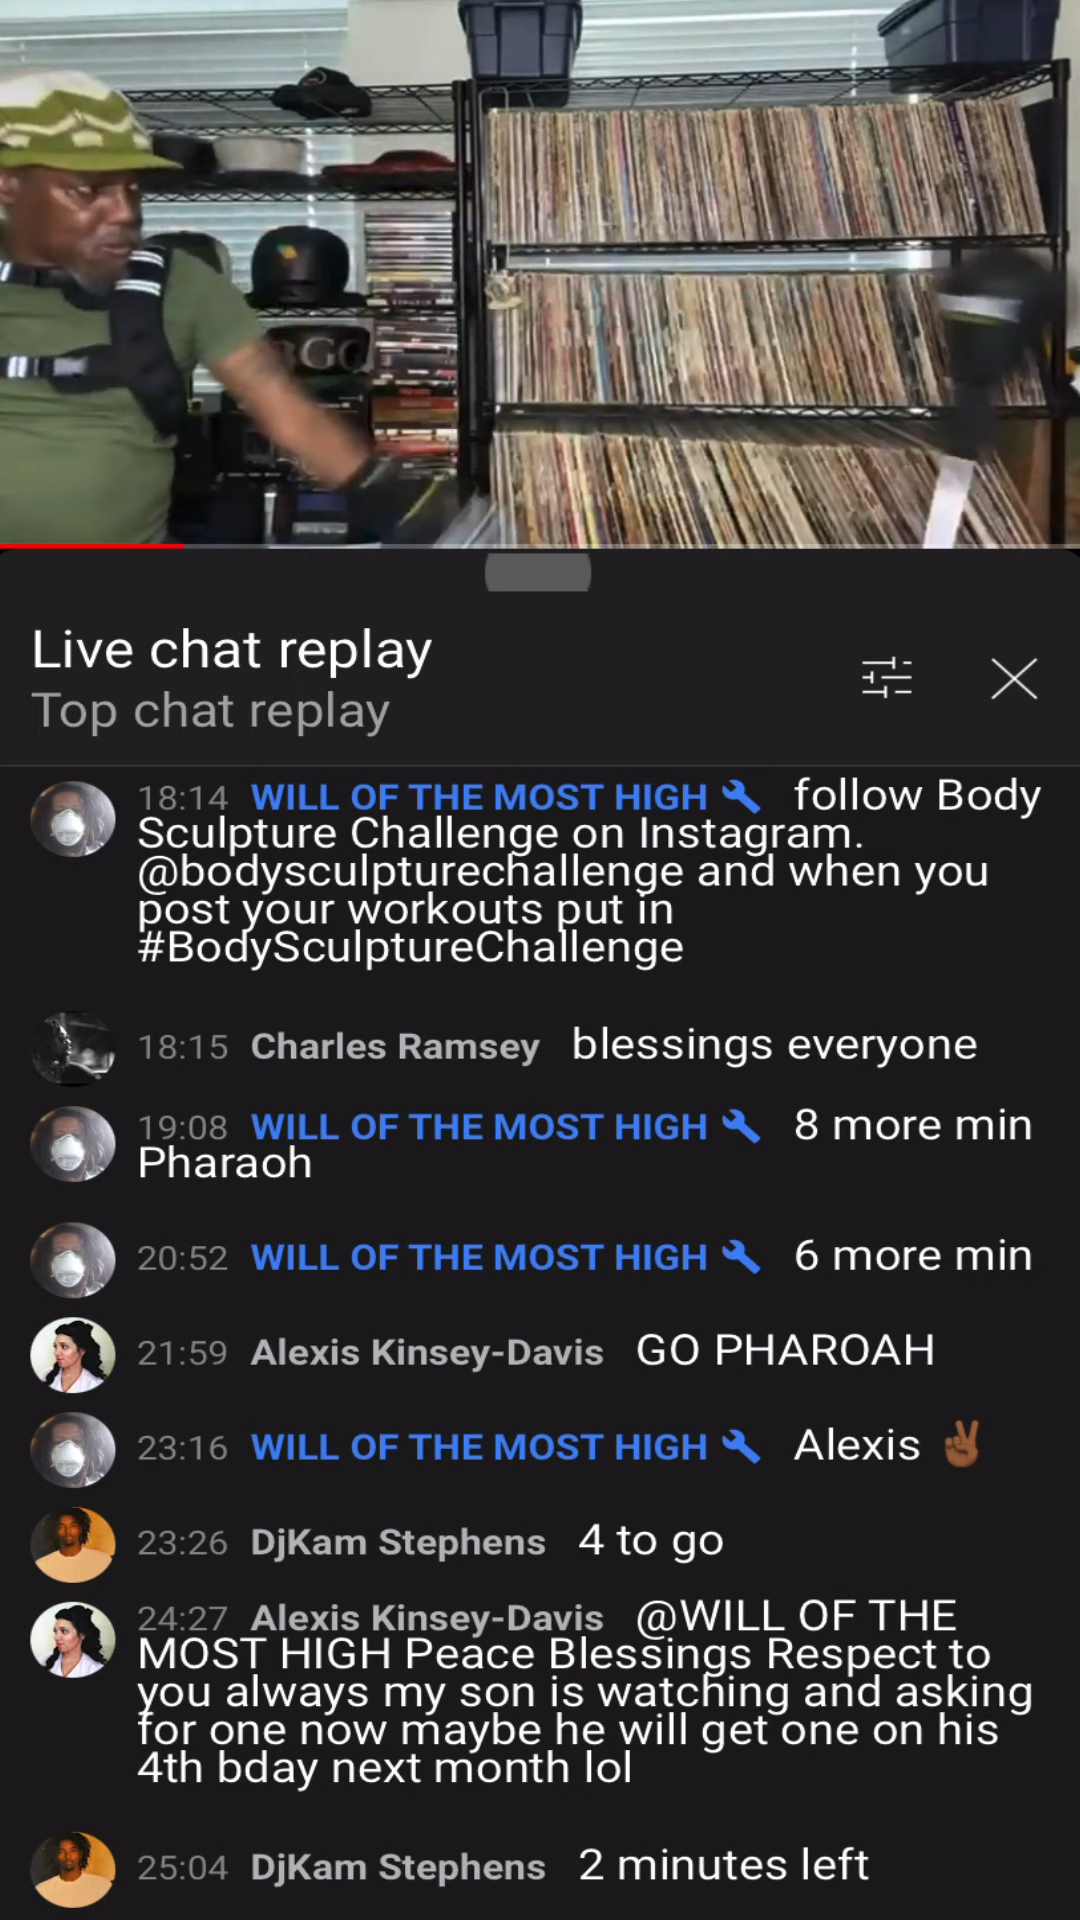 Live chat replay
Top chat replay
18:14 WILL OF THE MOST HIGH follow Body
Sculpture Challenge on Instagram.
@bodysculpturechallenge and when you
post your workouts put in
#BodySculptureChallenge
18:15 Charles Ramsey blessings everyone
19:08 WILL OF THE MOST HIGH 8 more min
Pharaoh
20:52 WILL OF THE MOST HIGH 6 more min
21:59 Alexis Kinsey-Davis GO PHAROAH
23:16 WILL OF THE MOST HIGH Alexis ✌🏾
23:26 DjKam Stephens 4 to go
24:27 Alexis Kinsey-Davis @WILL OF THE
MOST HIGH Peace Blessings Respect to
you always my son is watching and asking
for one now maybe he will get one on his
4th bday next month lol
25:04 DjKam Stephens 2 minutes left